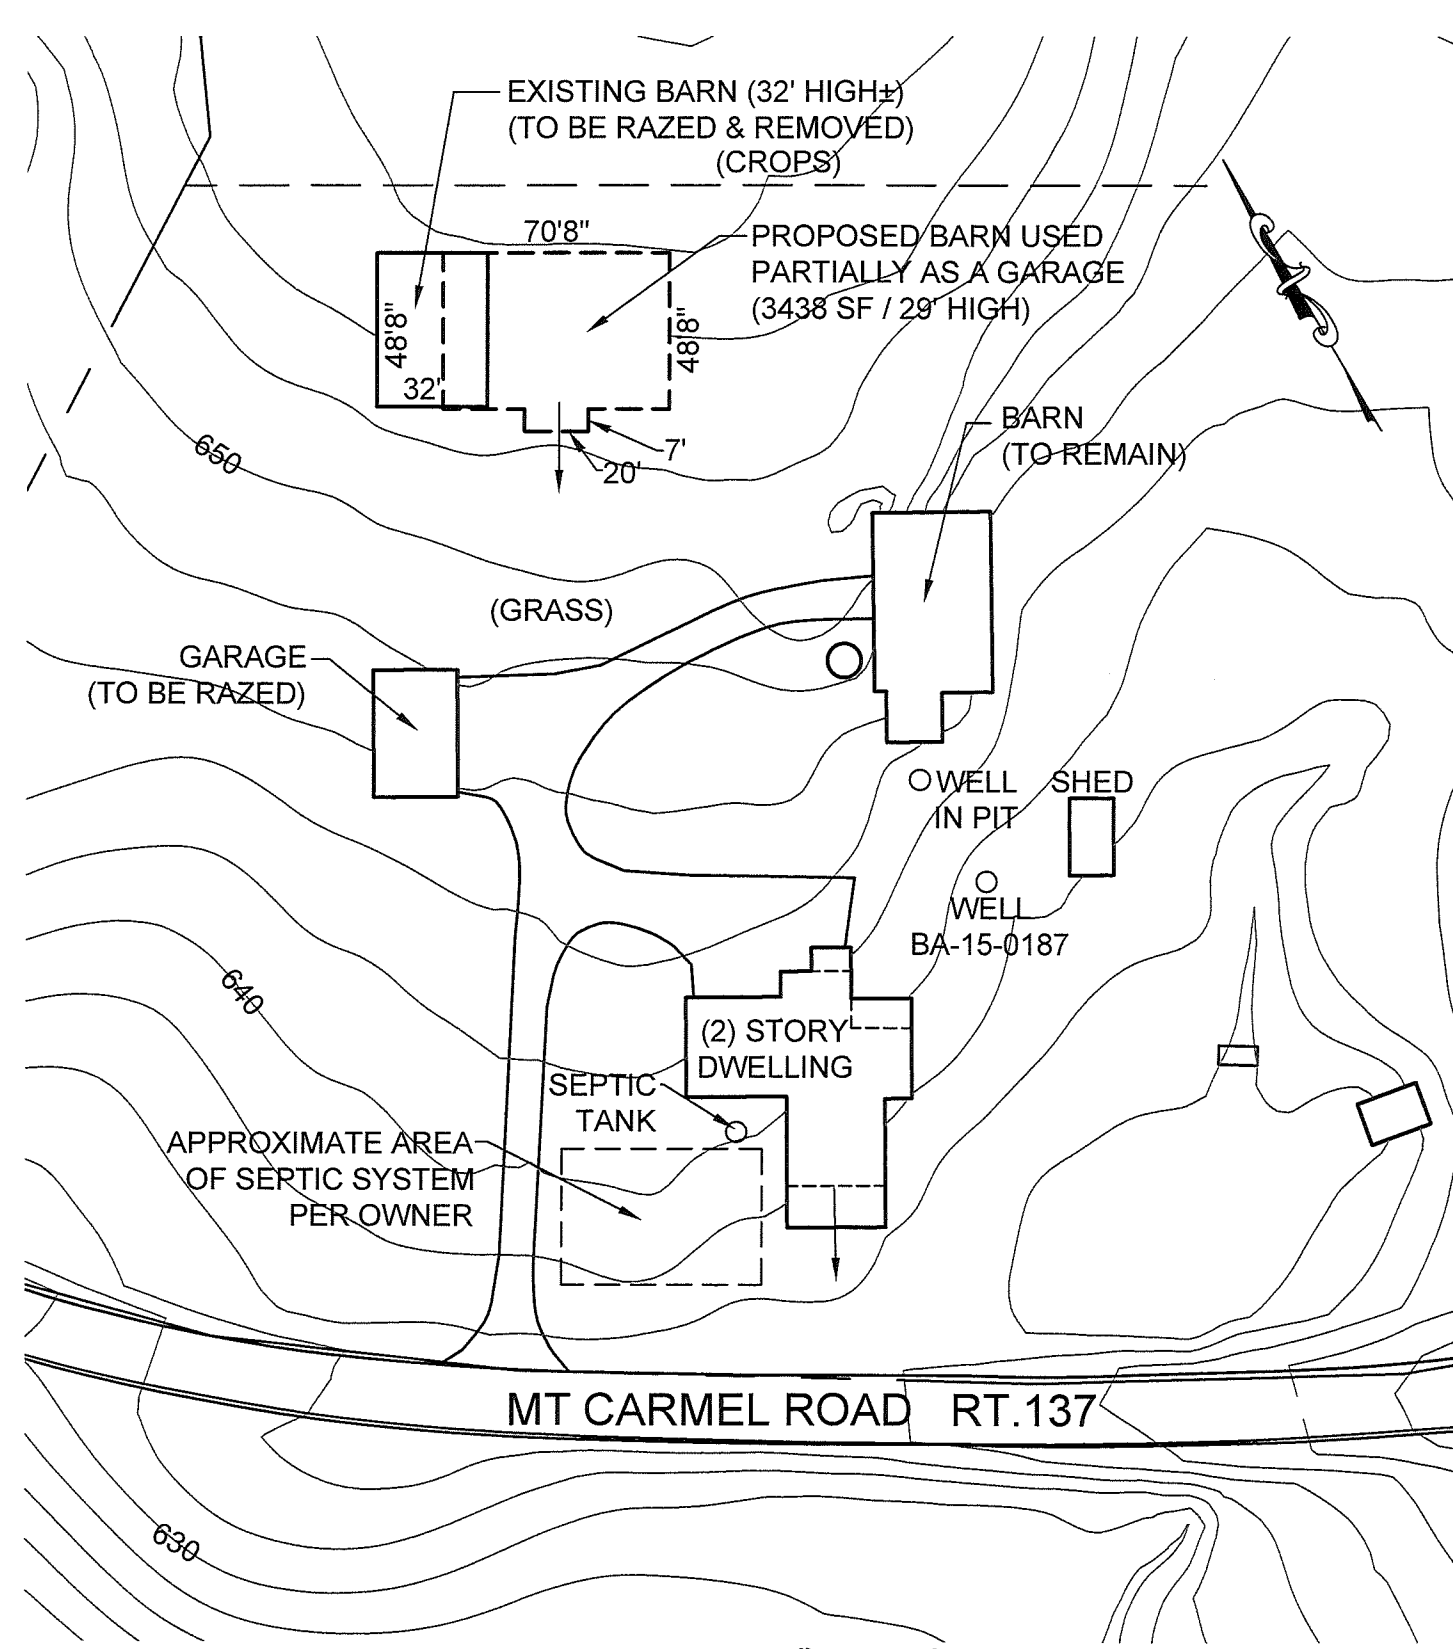 EXISTING BARN (32' HIGH±)
(TO BE RAZED & REMOVED)
(CROPS)
70'8"
PROPOSED BARN USED
PARTIALLY AS A GARAGE
(3438 SF / 29' HIGH)
48'8"
48'8"
32'
BARN
(TO REMAIN)
650
7'
20'
(GRASS)
GARAGE
(TO BE RAZED)
WELL
IN PIT
SHED
WELL
BA-15-0187
640
(2) STORY
DWELLING
SEPTIC
TANK
APPROXIMATE AREA
OF SEPTIC SYSTEM
PER OWNER
MT CARMEL ROAD RT.137
630